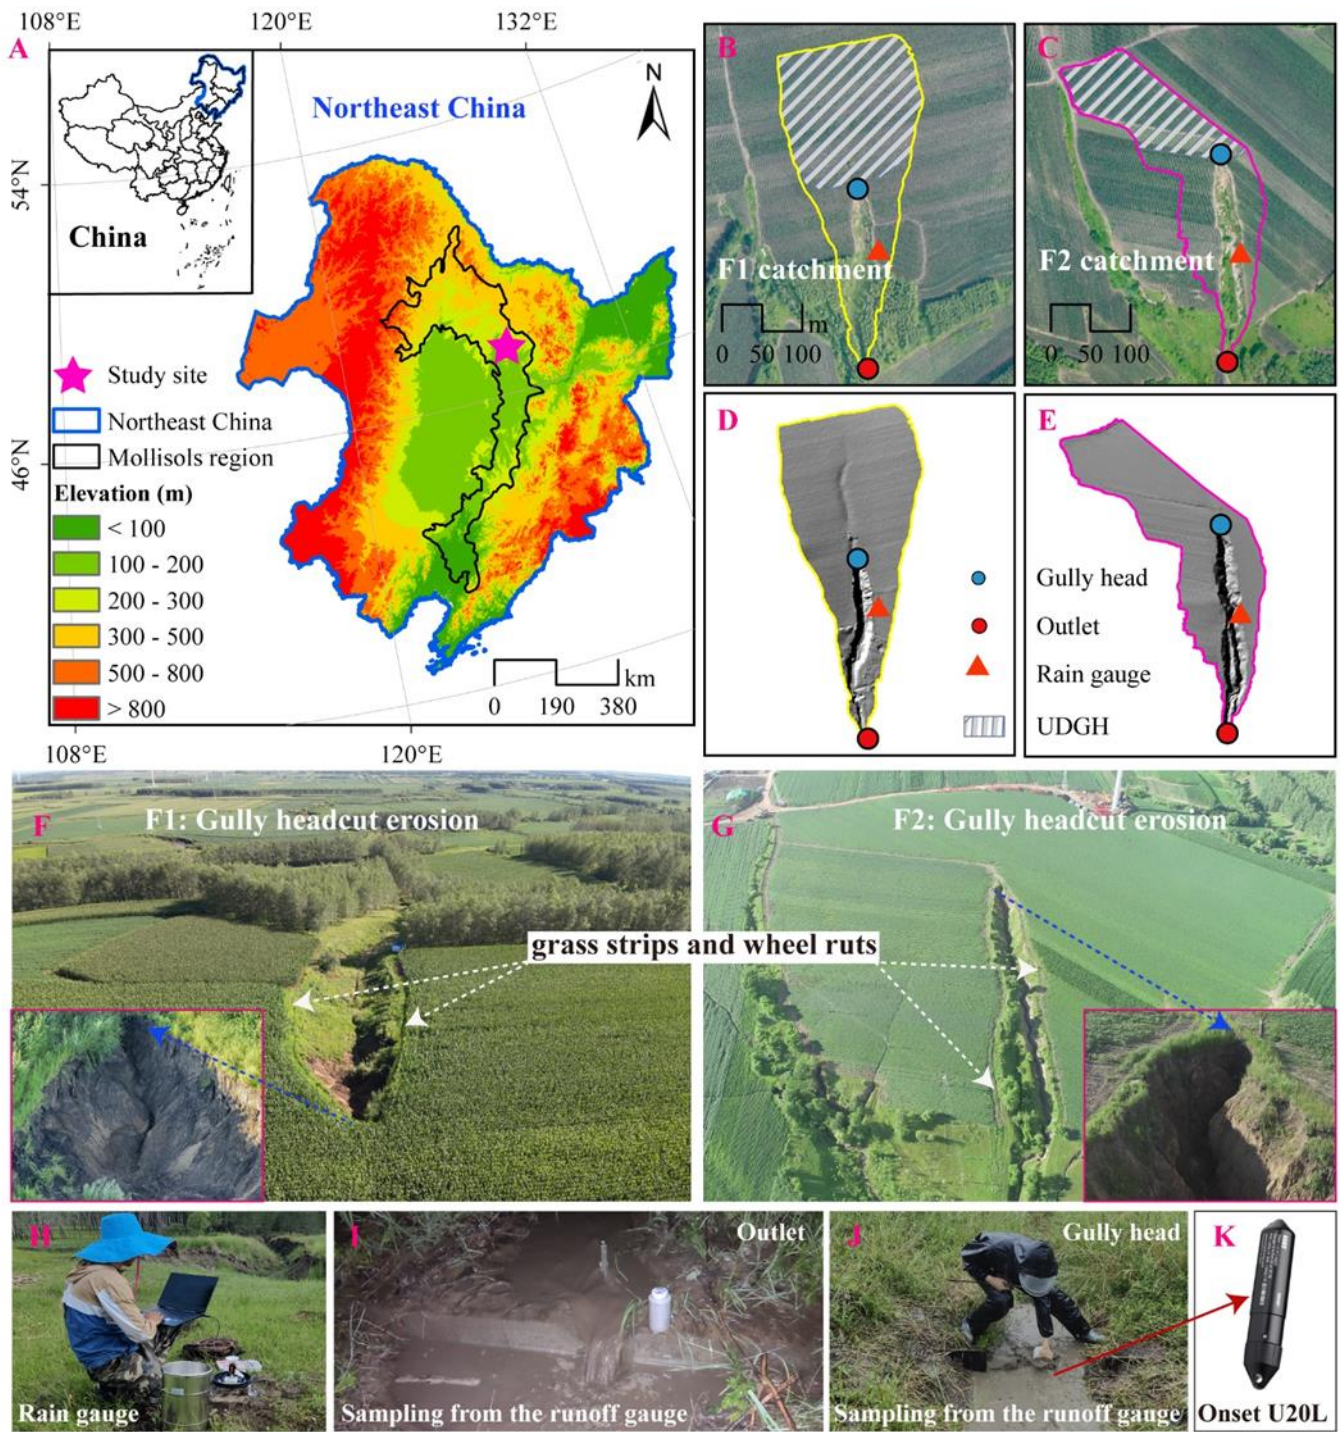 108°E
120°E
132°E
A
N
Northeast China
54°N
China
Study site
Northeast China
Mollisols region
46°N
Elevation (m)
< 100
100 - 200
200 - 300
300 - 500
500 - 800
> 800
km
0 190 380
108°E
120°E
B
F1 catchment
m
0 50 100
C
F2 catchment
0 50 100
D
E
Gully head
Outlet
Rain gauge
UDGH
F
F1: Gully headcut erosion
G
F2: Gully headcut erosion
grass strips and wheel ruts
H
Rain gauge
I
Outlet
Sampling from the runoff gauge
J
Gully head
Sampling from the runoff gauge
K
Onset U20L